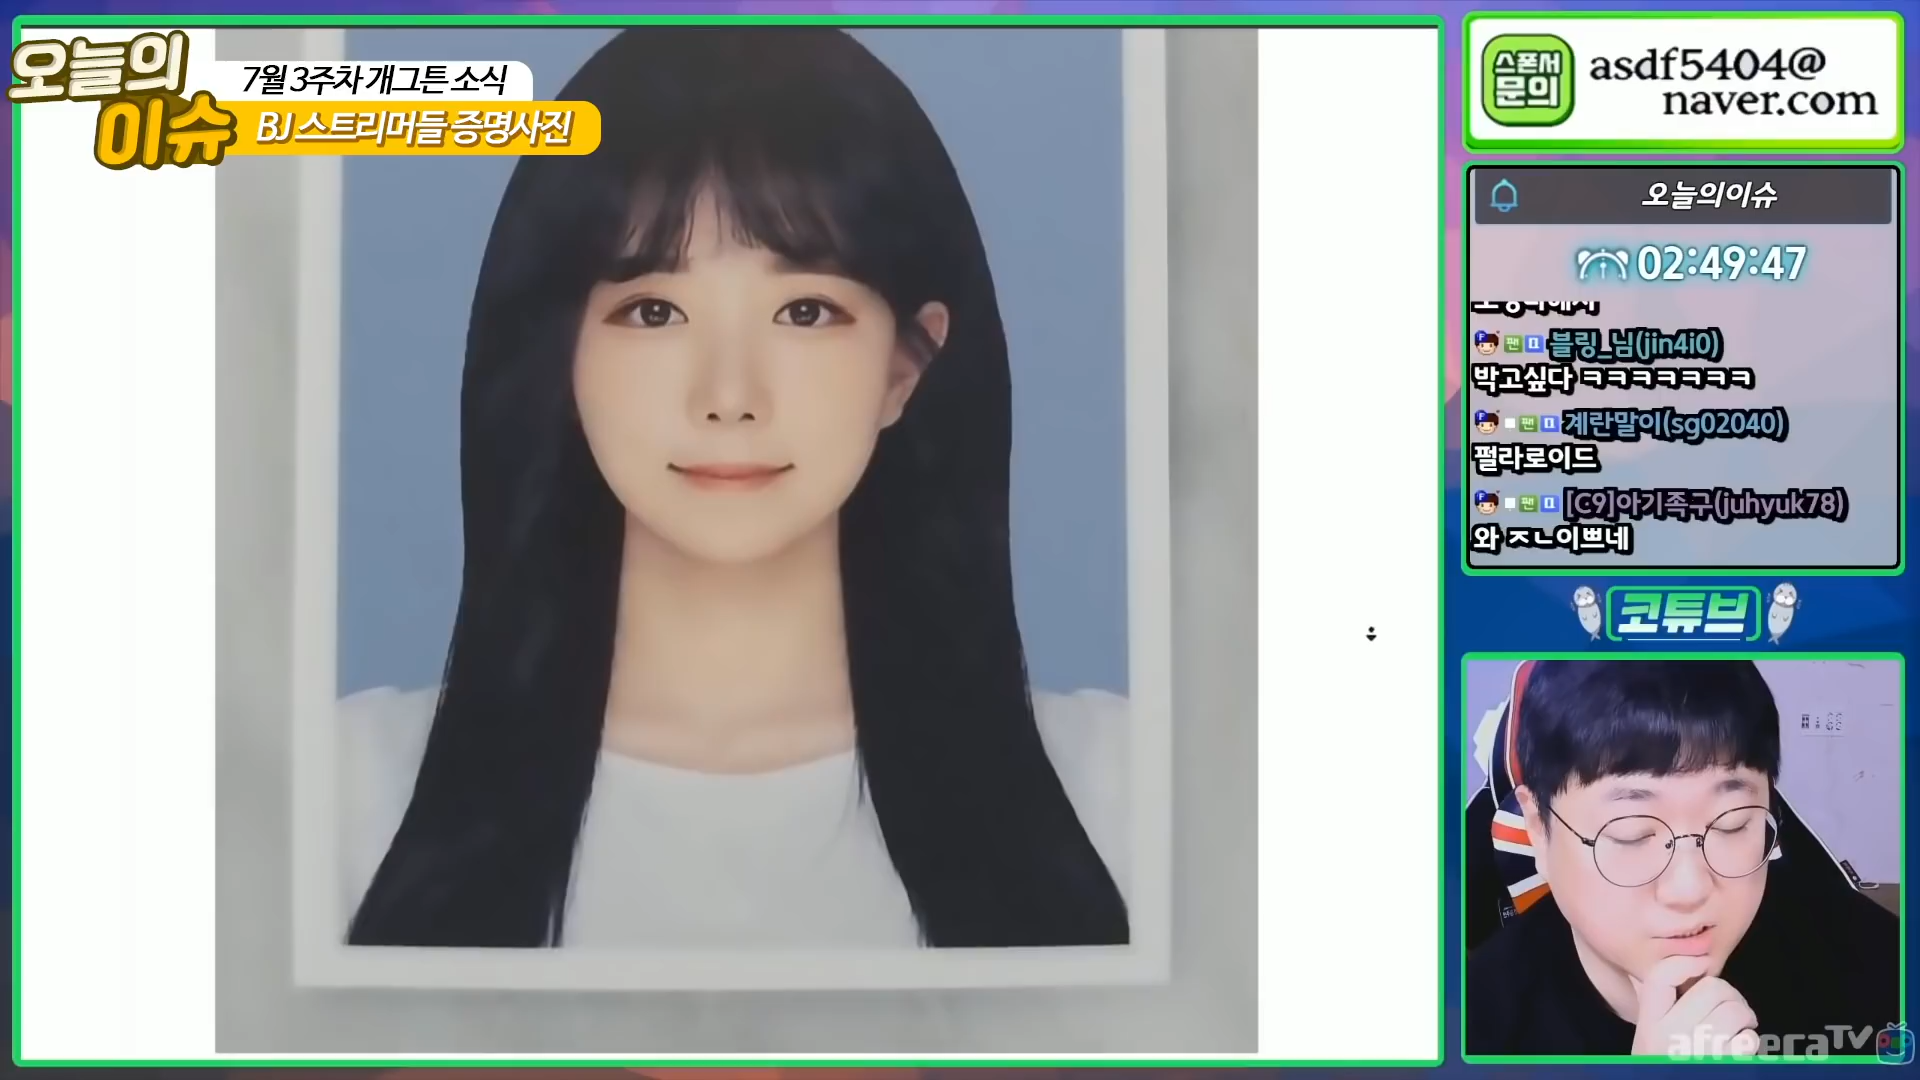 오늘의
이슈
7월 3주차 개그튼 소식
BJ 스트리머들 증명사진
스폰서
문의
asdf5404@
naver.com
오늘의이슈
02:49:47
팬 블링_님(jin4i0)
박고싶다 ㅋㅋㅋㅋㅋㅋㅋ
팬 계란말이(sg02040)
펄라로이드
팬 [C9]아기족구(juhyuk78)
와 ㅈㄴ이쁘네
코튜브
afreecaTV